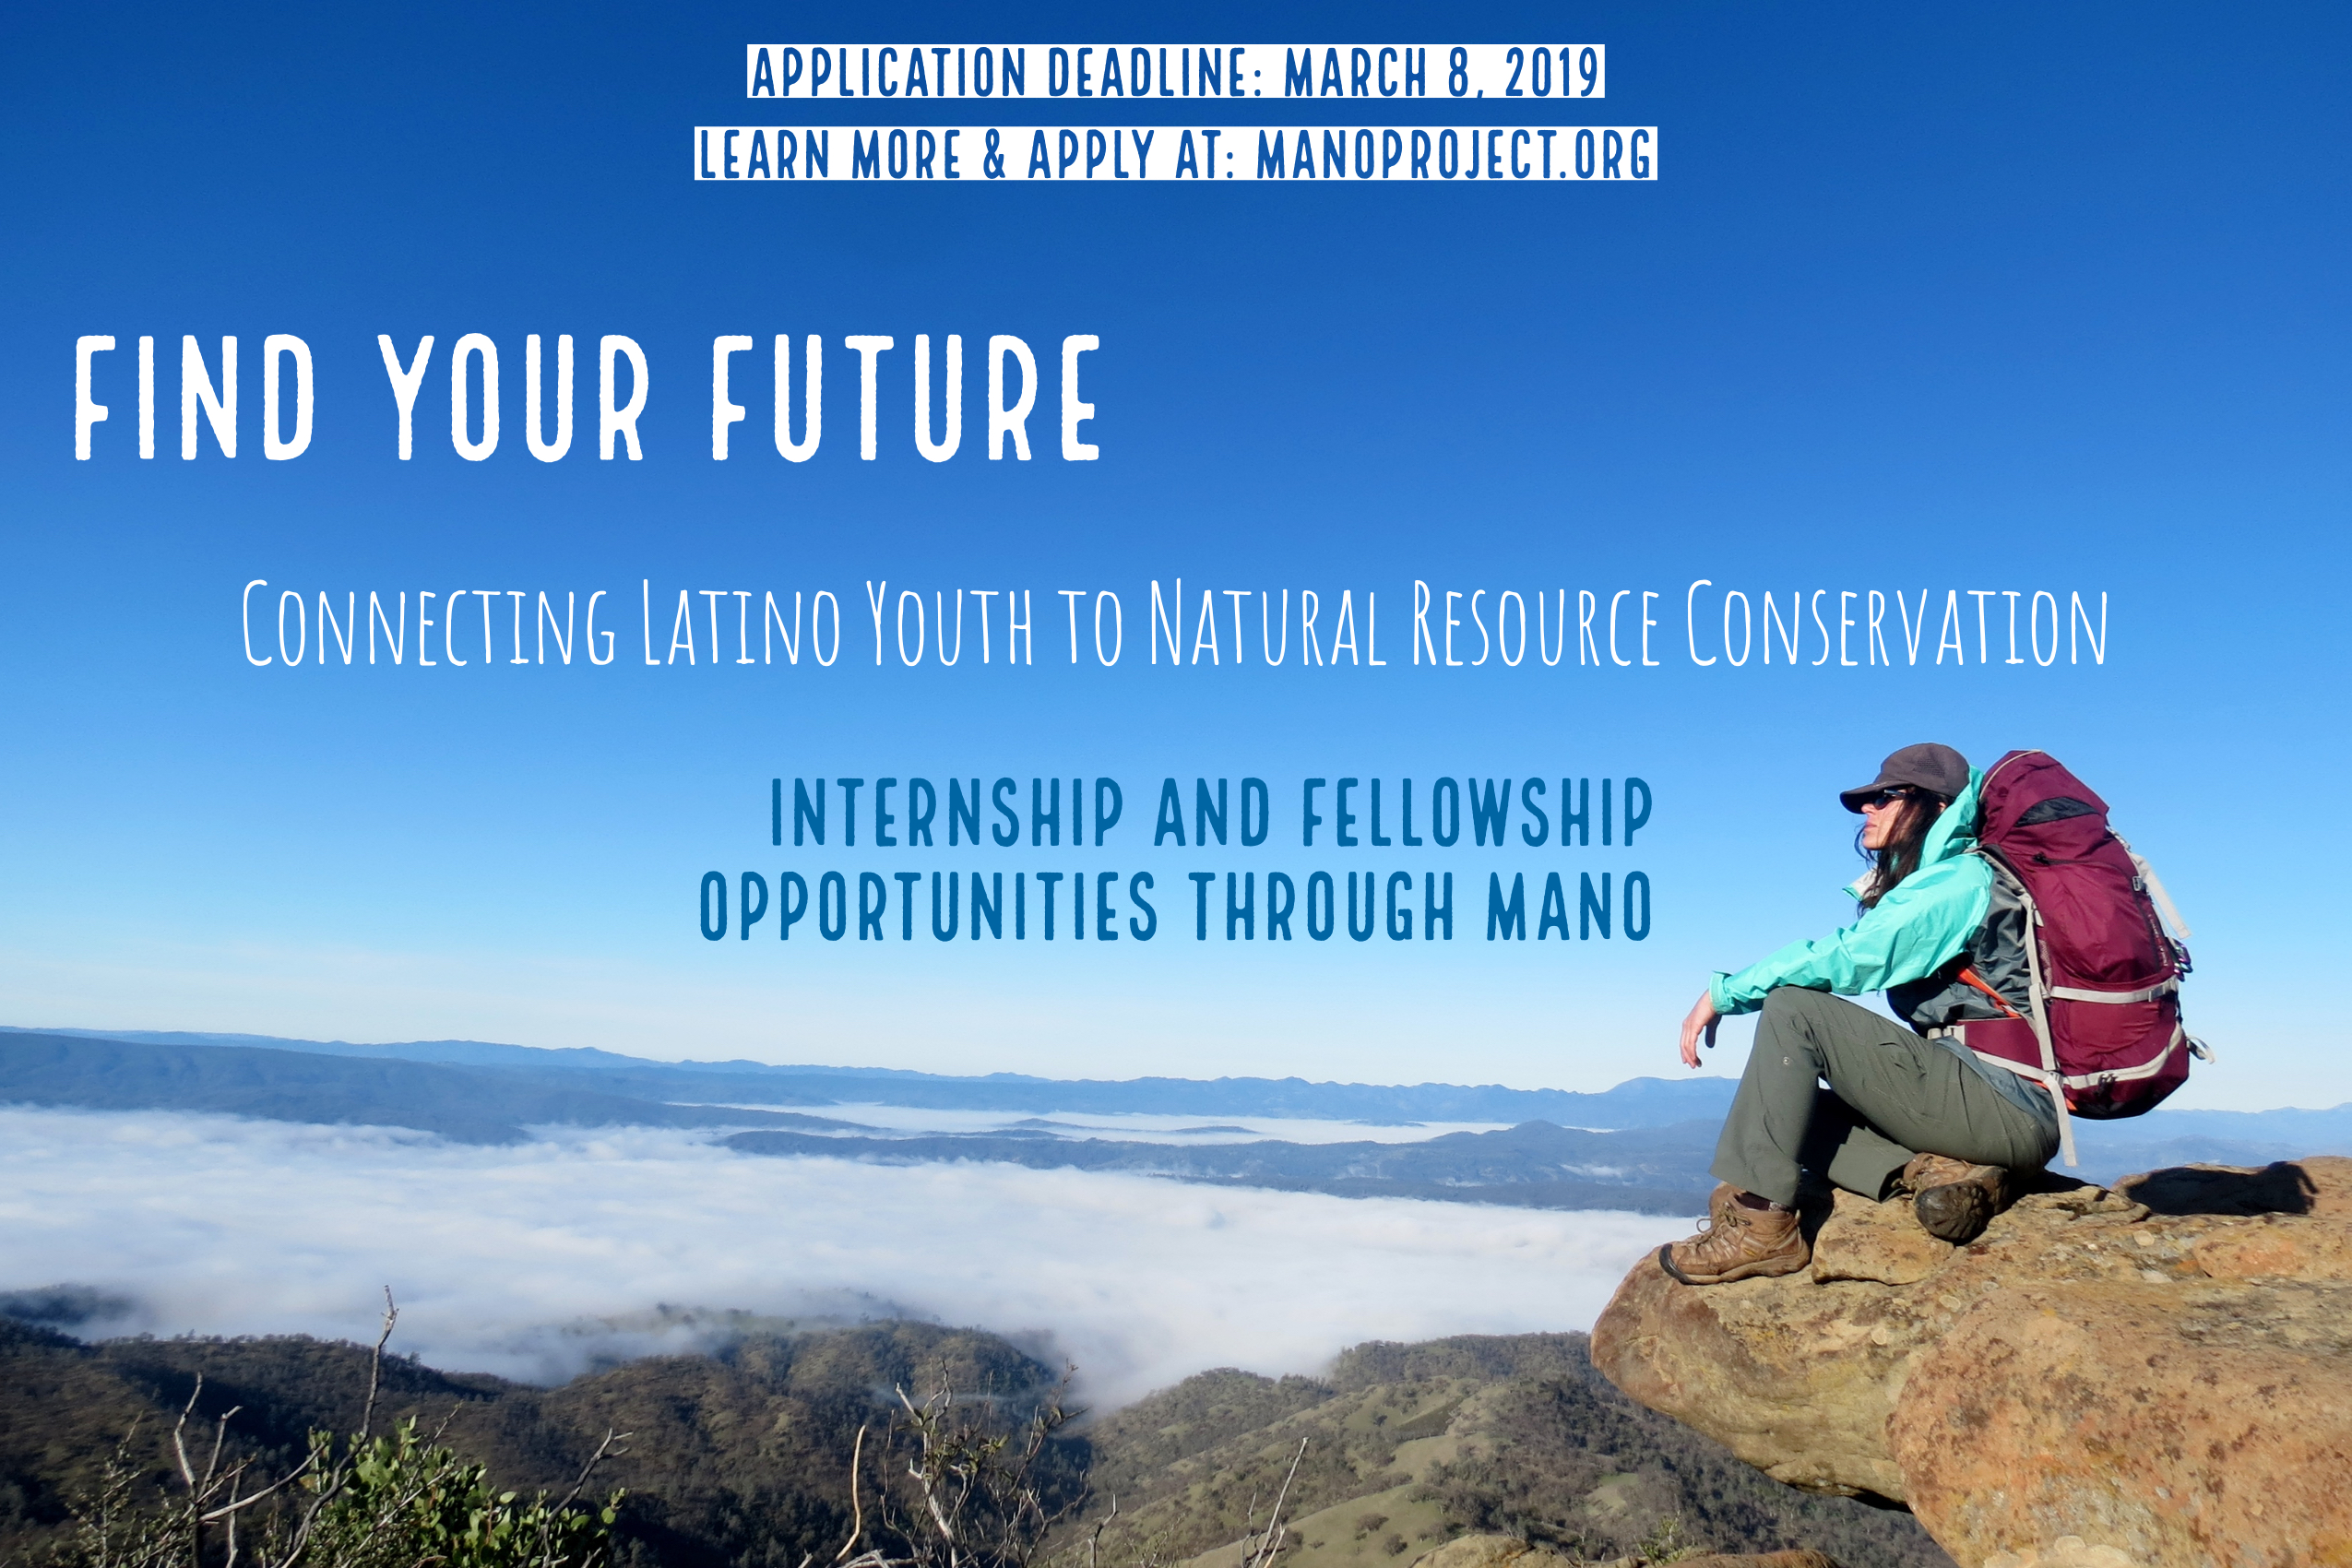 APPLICATION DEADLINE: MARCH 8, 2019
LEARN MORE & APPLY AT: MANOPROJECT.ORG
FIND YOUR FUTURE
CONNECTING LATINO YOUTH TO NATURAL RESOURCE CONSERVATION
INTERNSHIP AND FELLOWSHIP
OPPORTUNITIES THROUGH MANO